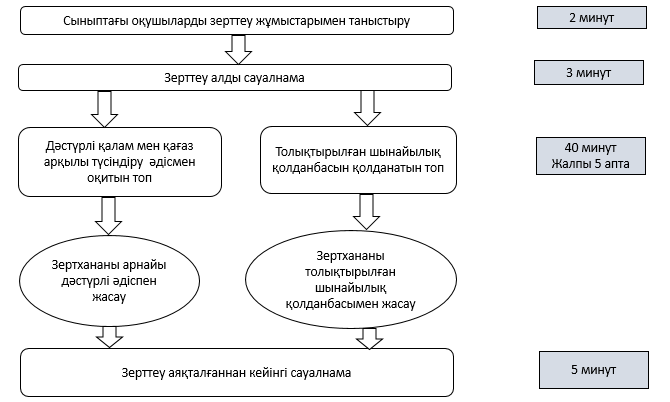 Сыныптағы оқушыларды зерттеу жұмыстарымен таныстыру
2 минут
Зерттеу алды сауалнама
3 минут
Дәстүрлі қалам мен қағаз
арқылы түсіндіру әдісмен
оқитын топ
Толықтырылған шынайылық
қолданбасын қолданатын топ
40 минут
Жалпы 5 апта
Зертхананы арнайы
дәстүрлі әдіспен
жасау
Зертхананы
толықтырылған
шынайылық
қолданбасымен жасау
Зерттеу аяқталғаннан кейінгі сауалнама
5 минут